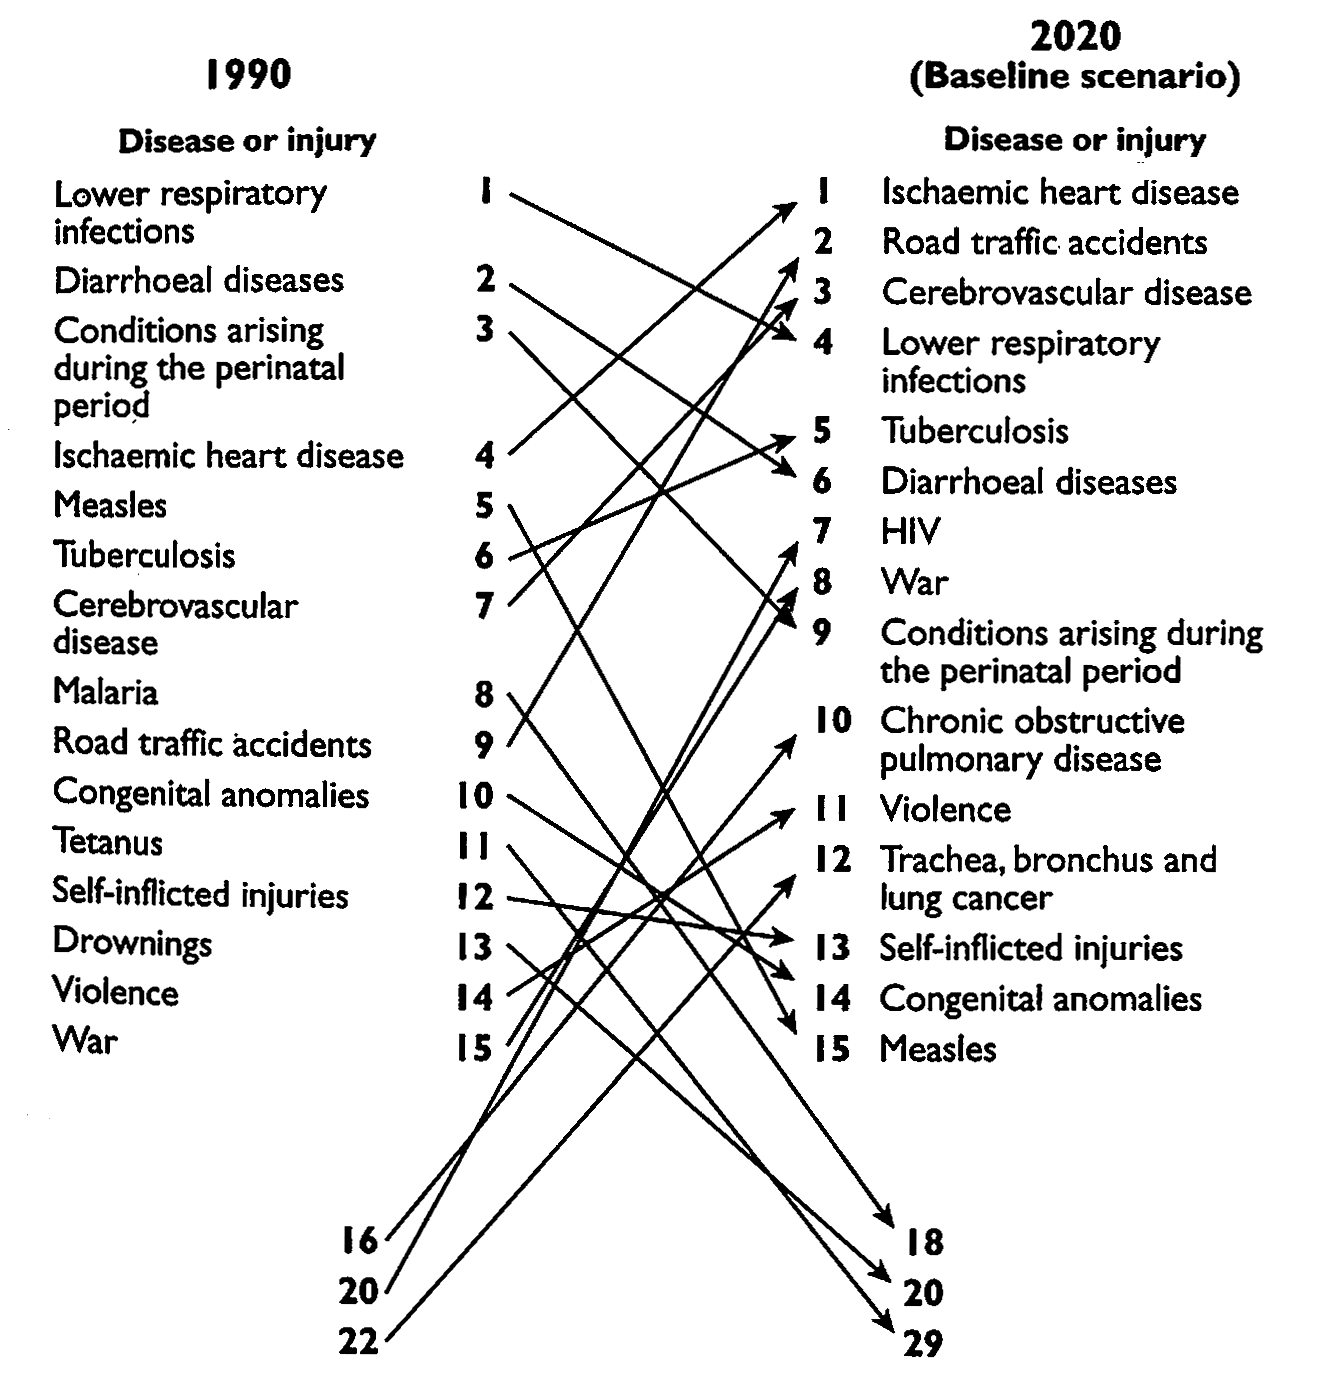 1990
Disease or injury
Lower respiratory
infections
1
Diarrhoeal diseases 2
Conditions arising 3
during the perinatal
period
Ischaemic heart disease 4
Measles 5
Tuberculosis 6
Cerebrovascular 7
disease
Malaria 8
Road traffic accidents 9
Congenital anomalies 10
Tetanus 11
Self-inflicted injuries 12
Drownings 13
Violence 14
War 15
16
20
22
2020
(Baseline scenario)
Disease or injury
1 Ischaemic heart disease
2 Road traffic accidents
3 Cerebrovascular disease
4 Lower respiratory
infections
5 Tuberculosis
6 Diarrhoeal diseases
7 HIV
8 War
9 Conditions arising during
the perinatal period
10 Chronic obstructive
pulmonary disease
11 Violence
12 Trachea, bronchus and
lung cancer
13 Self-inflicted injuries
14 Congenital anomalies
15 Measles
18
20
29